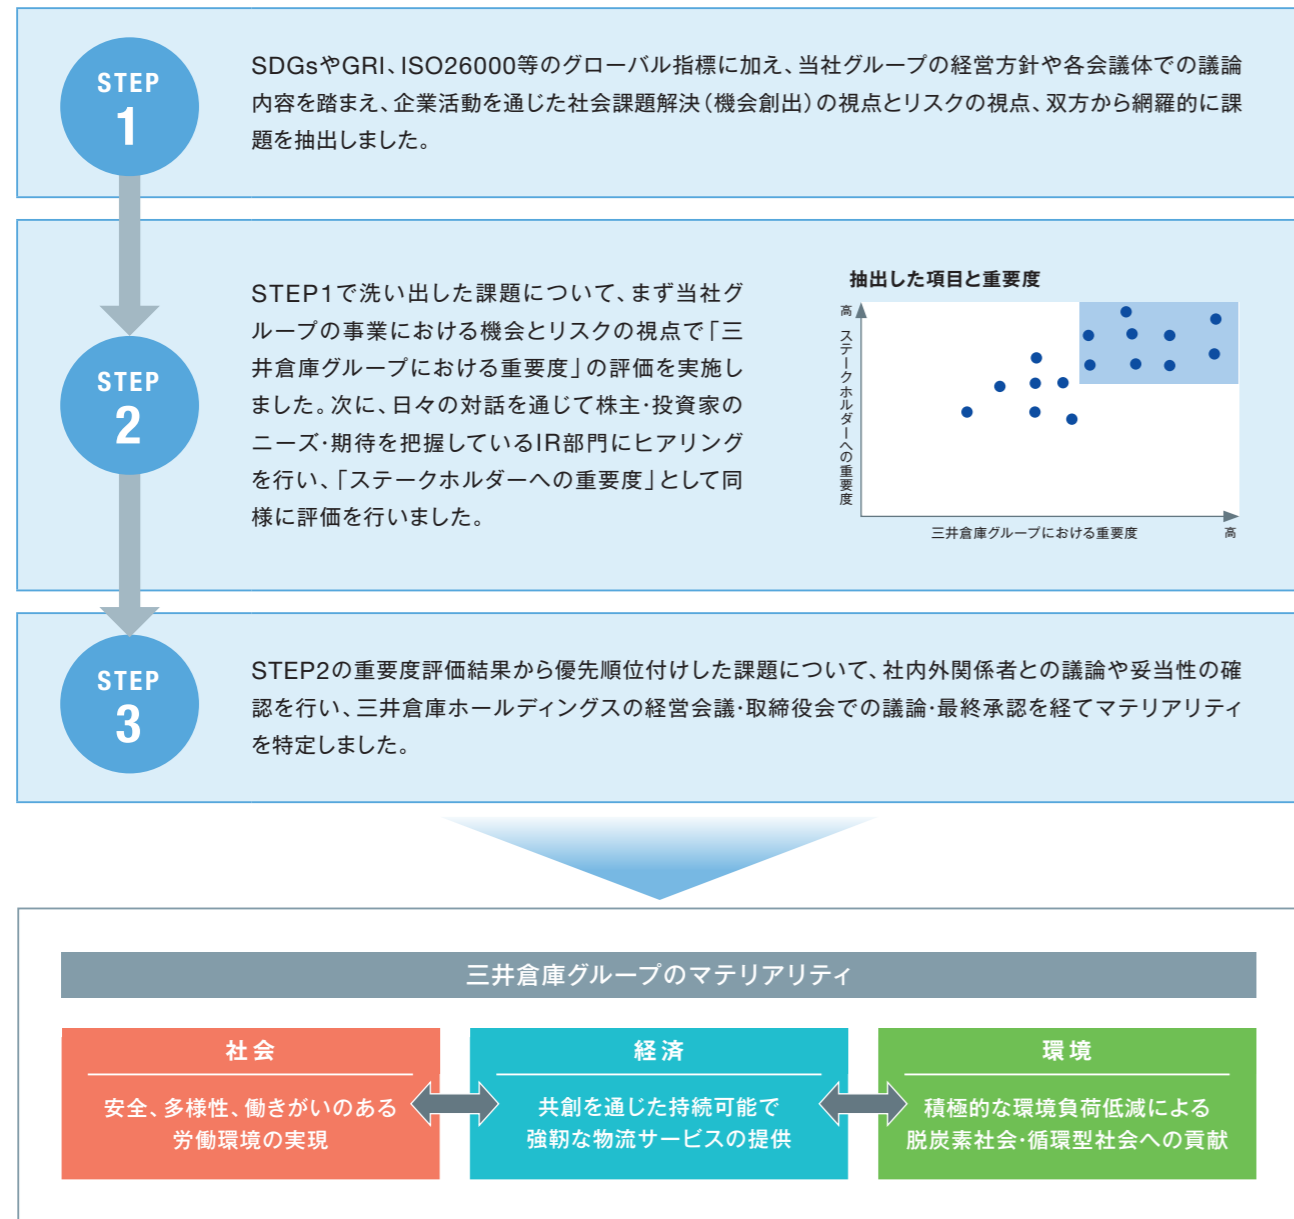 STEP
1
SDGsやGRI、ISO26000等のグローバル指標に加え、当社グループの経営方針や各会議体での議論
内容を踏まえ、企業活動を通じた社会課題解決（機会創出）の視点とリスクの視点、双方から網羅的に課
題を抽出しました。
STEP
2
STEP1で洗い出した課題について、まず当社グ
ループの事業における機会とリスクの視点で「三
井倉庫グループにおける重要度」の評価を実施し
ました。次に、日々の対話を通じて株主・投資家の
ニーズ・期待を把握しているIR部門にヒアリング
を行い、「ステークホルダーへの重要度」として同
様に評価を行いました。
抽出した項目と重要度
高
ステークホルダーへの重要度
三井倉庫グループにおける重要度
高
STEP
3
STEP2の重要度評価結果から優先順位付けした課題について、社内外関係者との議論や妥当性の確
認を行い、三井倉庫ホールディングスの経営会議・取締役会での議論・最終承認を経てマテリアリティ
を特定しました。
三井倉庫グループのマテリアリティ
社会
安全、多様性、働きがいのある
労働環境の実現
経済
共創を通じた持続可能で
強靭な物流サービスの提供
環境
積極的な環境負荷低減による
脱炭素社会・循環型社会への貢献